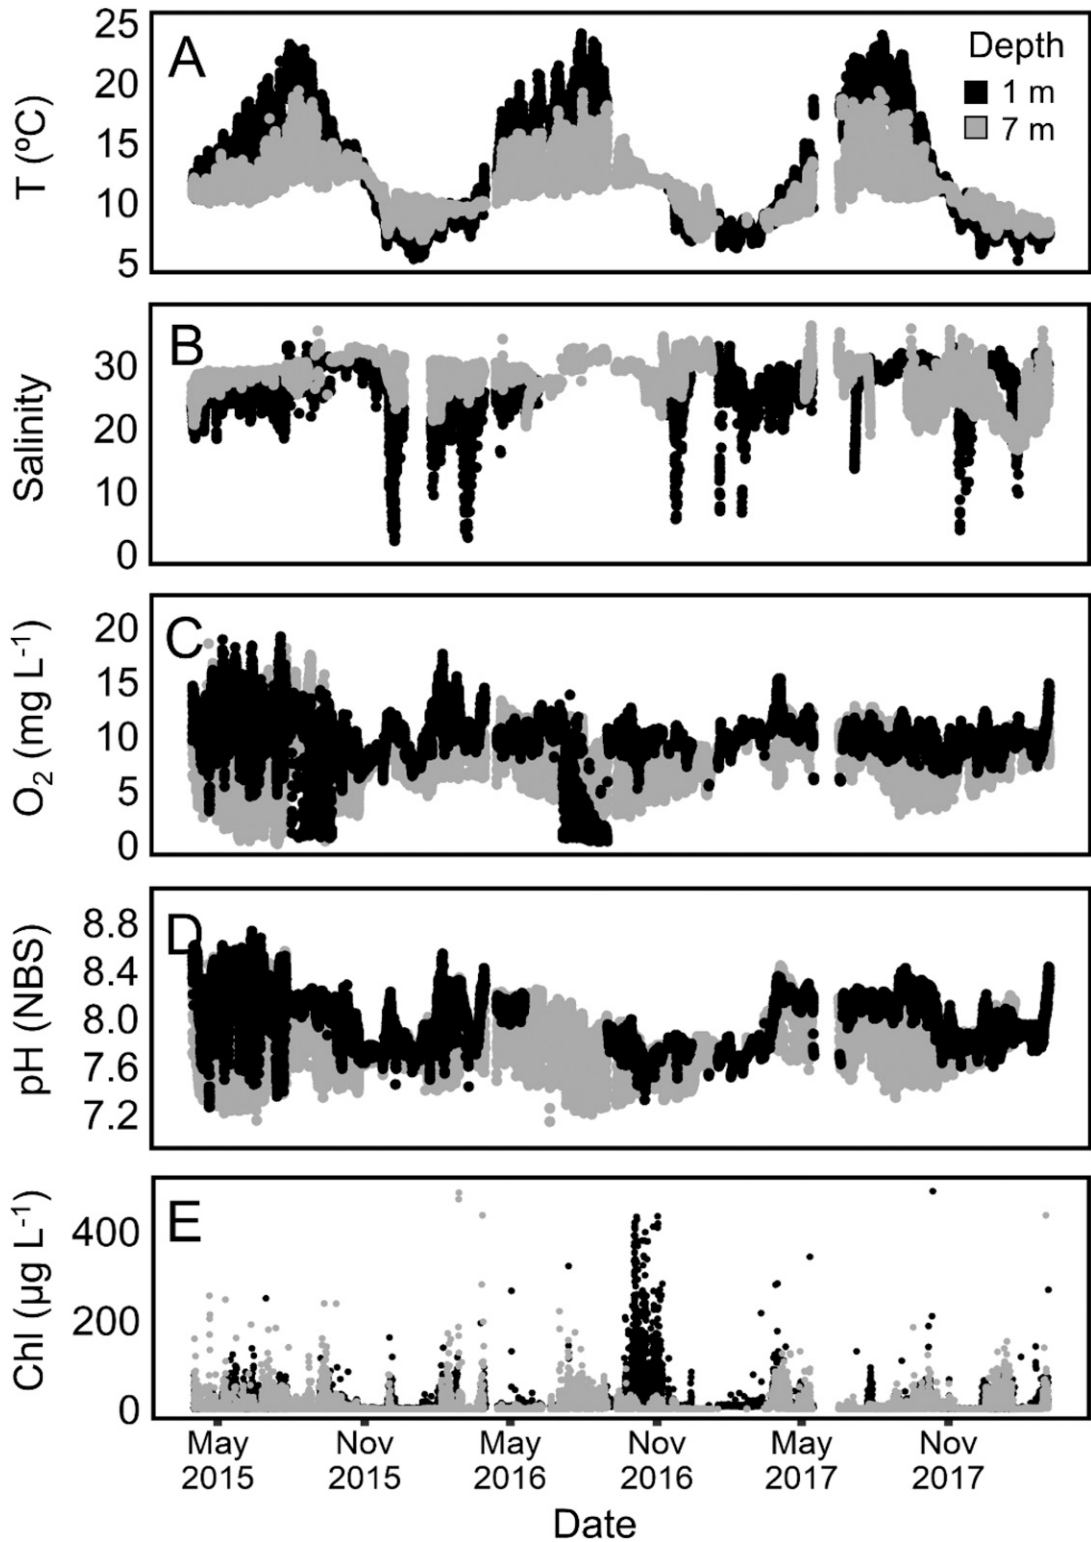 A
T (ºC)
25
20
15
10
5
Depth
1 m
7 m
B
Salinity
30
20
10
0
C
O2 (mg L-1)
20
15
10
5
0
D
pH (NBS)
8.8
8.4
8.0
7.6
7.2
E
Chl (µg L-1)
400
200
0
May Nov May Nov May Nov
2015 2015 2016 2016 2017 2017
Date